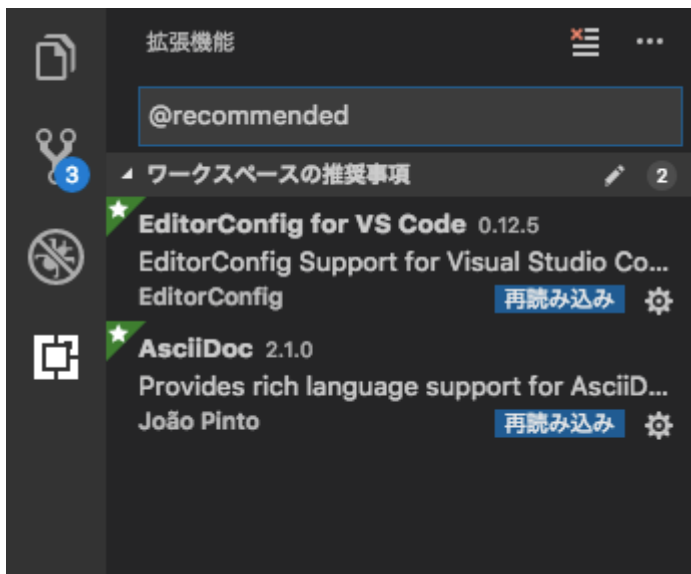 拡張機能
@recommended
3
ワークスペースの推奨事項 2
EditorConfig for VS Code 0.12.5
EditorConfig Support for Visual Studio Co...
EditorConfig 再読み込み
AsciiDoc 2.1.0
Provides rich language support for AsciiD...
João Pinto 再読み込み